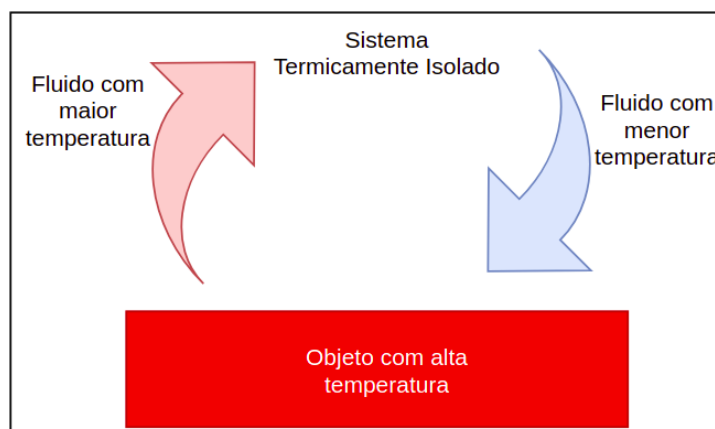 Sistema
Termicamente Isolado
Fluido com
maior
temperatura
Fluido com
menor
temperatura
Objeto com alta
temperatura